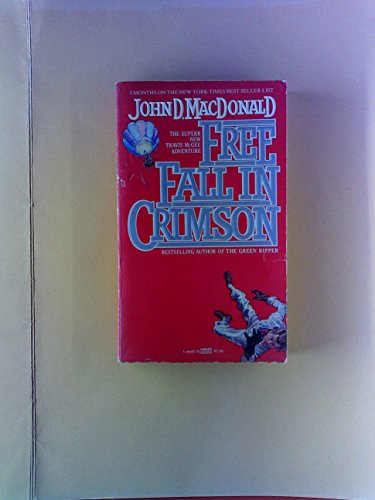 5 MONTHS ON THE NEW YORK TIMES BEST SELLER LIST
JOHN D. MACDONALD
THE SUPERB
NEW
TRAVIS McGEE
ADVENTURE
FREE
FALL IN
CRIMSON
BESTSELLING AUTHOR OF THE GREEN RIPPER